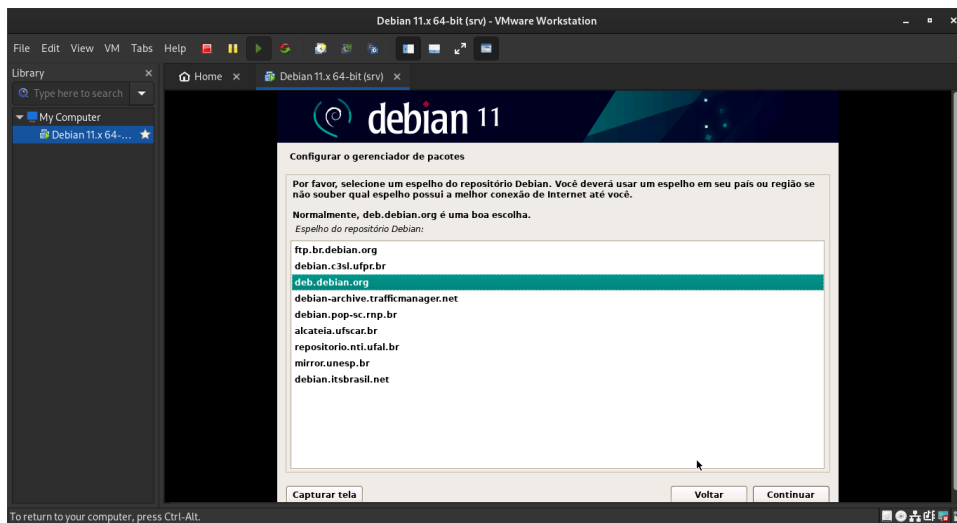 Debian 11.x 64-bit (srv) - VMware Workstation
File Edit View VM Tabs Help
Library
Home
Debian 11.x 64-bit (srv)
Type here to search
My Computer
Debian 11.x 64-...
debian 11
Configurar o gerenciador de pacotes
Por favor, selecione um espelho do repositório Debian. Você deverá usar um espelho em seu país ou região se
não souber qual espelho possui a melhor conexão de Internet até você.
Normalmente, deb.debian.org é uma boa escolha.
Espelho do repositório Debian:
ftp.br.debian.org
debian.c3sl.ufpr.br
deb.debian.org
debian-archive.trafficmanager.net
debian.pop-sc.rnp.br
alcateia.ufscar.br
repositorio.nti.ufal.br
mirror.unesp.br
debian.itsbrasil.net
Capturar tela
Voltar
Continuar
To return to your computer, press Ctrl-Alt.